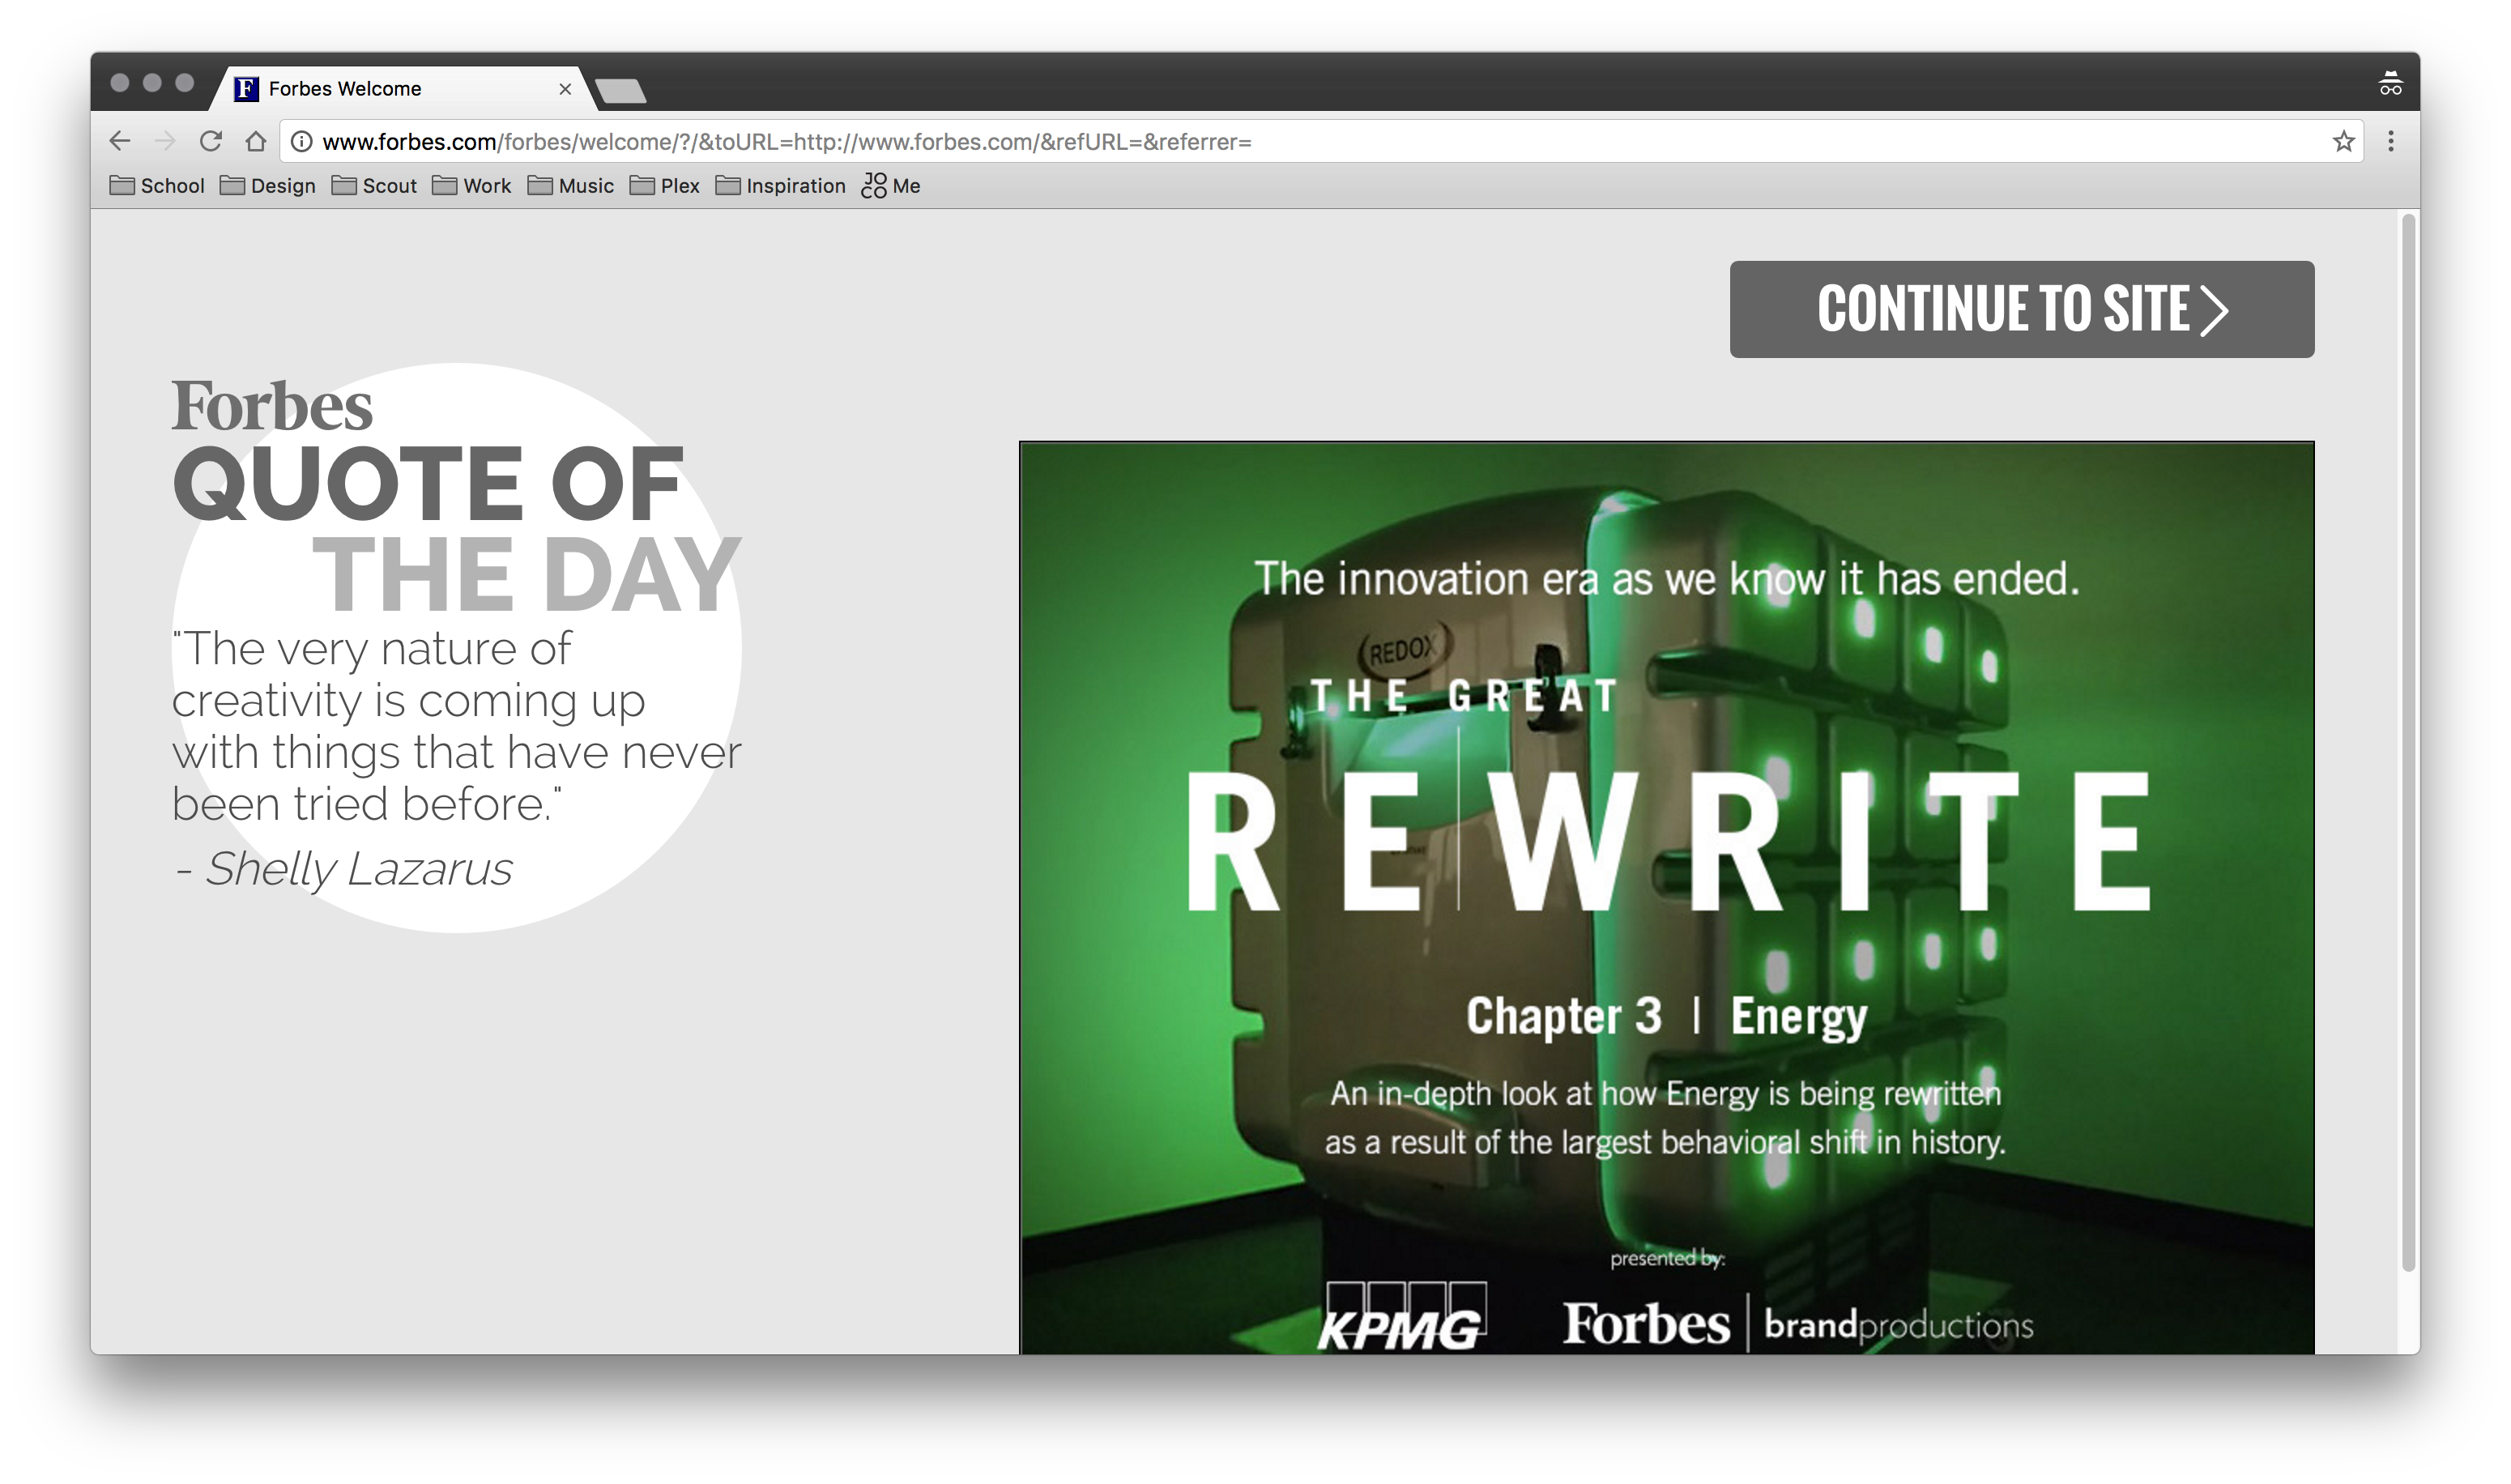 Forbes Welcome
www.forbes.com/forbes/welcome/?/&toURL=http://www.forbes.com/&refURL=&referrer=
School Design Scout Work Music Plex Inspiration JOCO Me
CONTINUE TO SITE
Forbes
QUOTE OF
THE DAY
"The very nature of
creativity is coming up
with things that have never
been tried before."
- Shelly Lazarus
The innovation era as we know it has ended.
REDOX
THE GREAT
RE|WRITE
Chapter 3 | Energy
An in-depth look at how Energy is being rewritten
as a result of the largest behavioral shift in history.
presented by:
KPMG Forbes | brandproductions